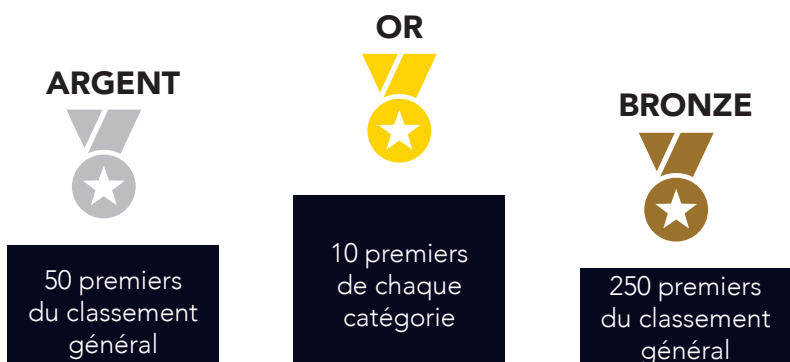 ARGENT
50 premiers
du classement
général
OR
10 premiers
de chaque
catégorie
BRONZE
250 premiers
du classement
général